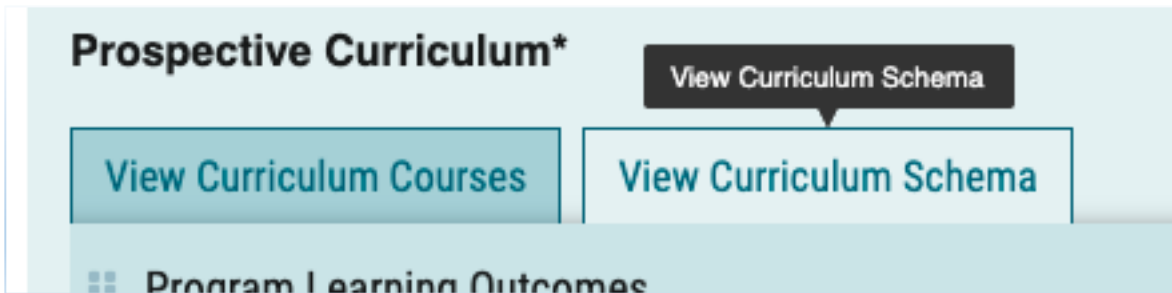 Prospective Curriculum*
View Curriculum Schema
View Curriculum Courses
View Curriculum Schema
Program Learning Outcomes